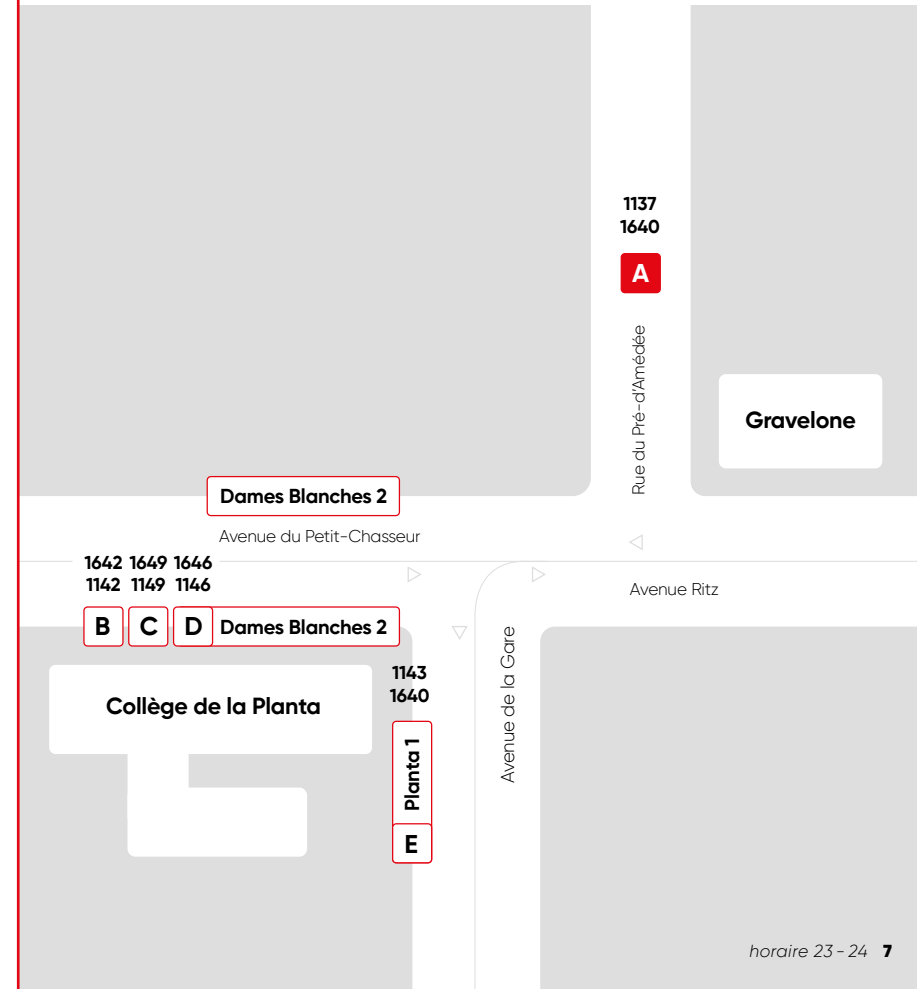 1137
1640
A
Rue du Pré-d'Amédée
Gravelone
Dames Blanches 2
Avenue du Petit-Chasseur
1642 1649 1646
1142 1149 1146
Avenue Ritz
B C D Dames Blanches 2
Avenue de la Gare
1143
1640
Collège de la Planta
Planta 1
E
horaire 23 - 24 7